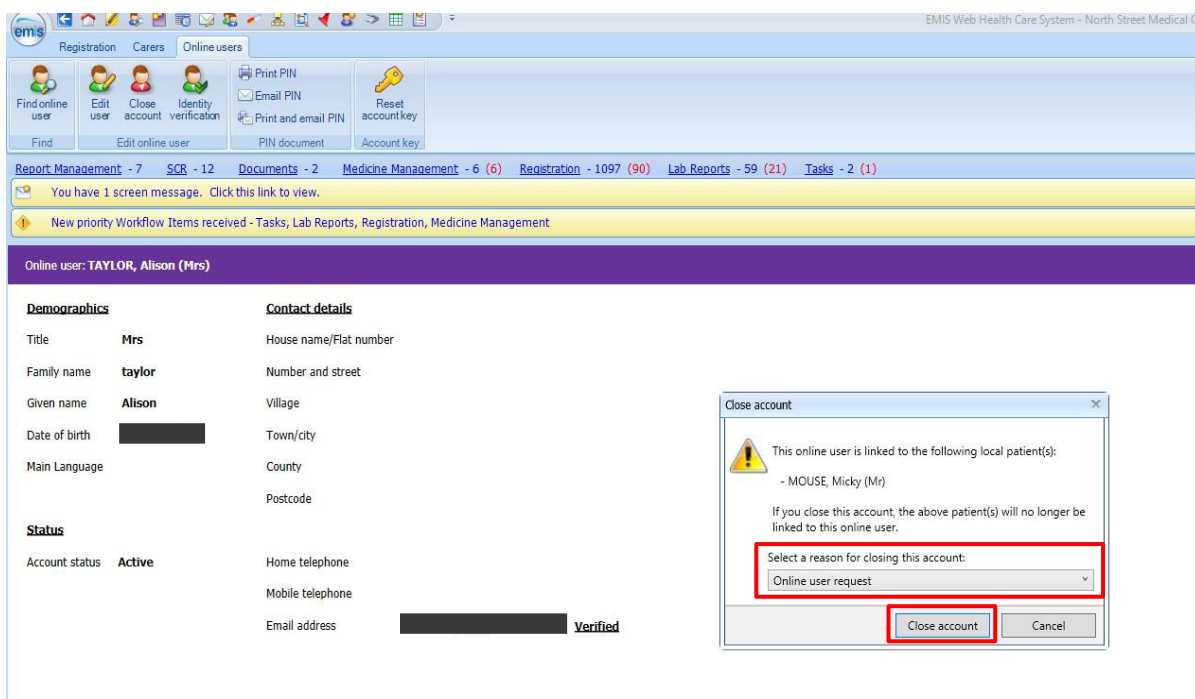 emis
EMIS Web Health Care System - North Street Medical
Registration Carers Online users
Find online user
Edit user
Close account
Identity verification
Print PIN
Email PIN
Print and email PIN
Reset account key
Find Edit online user PIN document Account key
Report Management - 7 SCR - 12 Documents - 2 Medicine Management - 6 (6) Registration - 1097 (90) Lab Reports - 59 (21) Tasks - 2 (1)
You have 1 screen message. Click this link to view.
New priority Workflow Items received - Tasks, Lab Reports, Registration, Medicine Management
Online user: TAYLOR, Alison (Mrs)
Demographics
Title Mrs
Family name taylor
Given name Alison
Date of birth
Main Language
Status
Account status Active
Contact details
House name/Flat number
Number and street
Village
Town/city
County
Postcode
Home telephone
Mobile telephone
Email address Verified
Close account
This online user is linked to the following local patient(s):
- MOUSE, Micky (Mr)
If you close this account, the above patient(s) will no longer be
linked to this online user.
Select a reason for closing this account:
Online user request
Close account Cancel